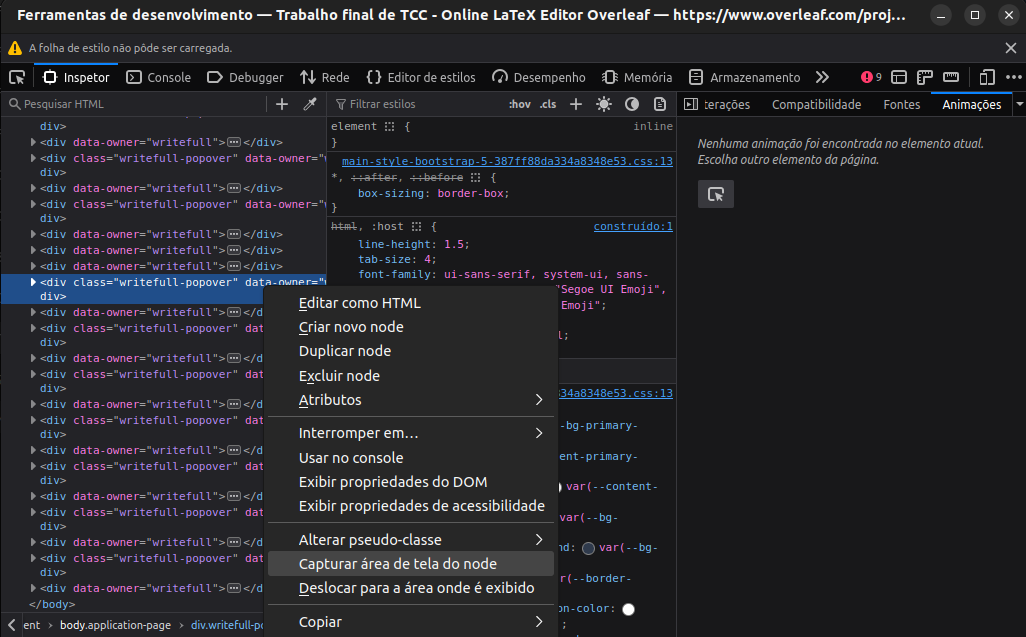 Ferramentas de desenvolvimento — Trabalho final de TCC - Online LaTeX Editor Overleaf — https://www.overleaf.com/proj...
A folha de estilo não pôde ser carregada.
Inspetor Console Debugger Rede Editor de estilos Desempenho Memória Armazenamento 9
Pesquisar HTML
div>
<div data-owner="writefull"></div>
<div class="writefull-popover" data-owner="
div>
<div data-owner="writefull"></div>
<div class="writefull-popover" data-owner="
div>
<div data-owner="writefull"></div>
<div data-owner="writefull"></div>
<div data-owner="writefull"></div>
<div class="writefull-popover" data-owner="
div>
<div data-owner="writefull"></d
<div class="writefull-popover" dat
div>
<div data-owner="writefull"></d
<div class="writefull-popover" dat
div>
<div data-owner="writefull"></d
<div class="writefull-popover" dat
div>
<div data-owner="writefull"></d
<div class="writefull-popover" dat
div>
<div data-owner="writefull"></d
<div class="writefull-popover" dat
div>
<div data-owner="writefull"></d
<div class="writefull-popover" dat
div>
<div data-owner="writefull"></d
</body>
ent body.application-page div.writefull-po
Filtrar estilos :hov .cls
element { inline
}
main-style-bootstrap-5-387ff88da334a8348e53.css:13
*, ::after, ::before {
box-sizing: border-box;
}
html, :host { construído:1
line-height: 1.5;
tab-size: 4;
font-family: ui-sans-serif, system-ui, sans-
"Segoe UI Emoji",
Emoji";
l;
34a8348e53.css:13
-bg-primary-
ent-primary-
) var(--content-
var(--bg-
nd: var(--bg-
r(--border-
on-color:
;
Editar como HTML
Criar novo node
Duplicar node
Excluir node
Atributos
Interromper em…
Usar no console
Exibir propriedades do DOM
Exibir propriedades de acessibilidade
Alterar pseudo-classe
Capturar área de tela do node
Deslocar para a área onde é exibido
Copiar
terações Compatibilidade Fontes Animações
Nenhuma animação foi encontrada no elemento atual.
Escolha outro elemento da página.